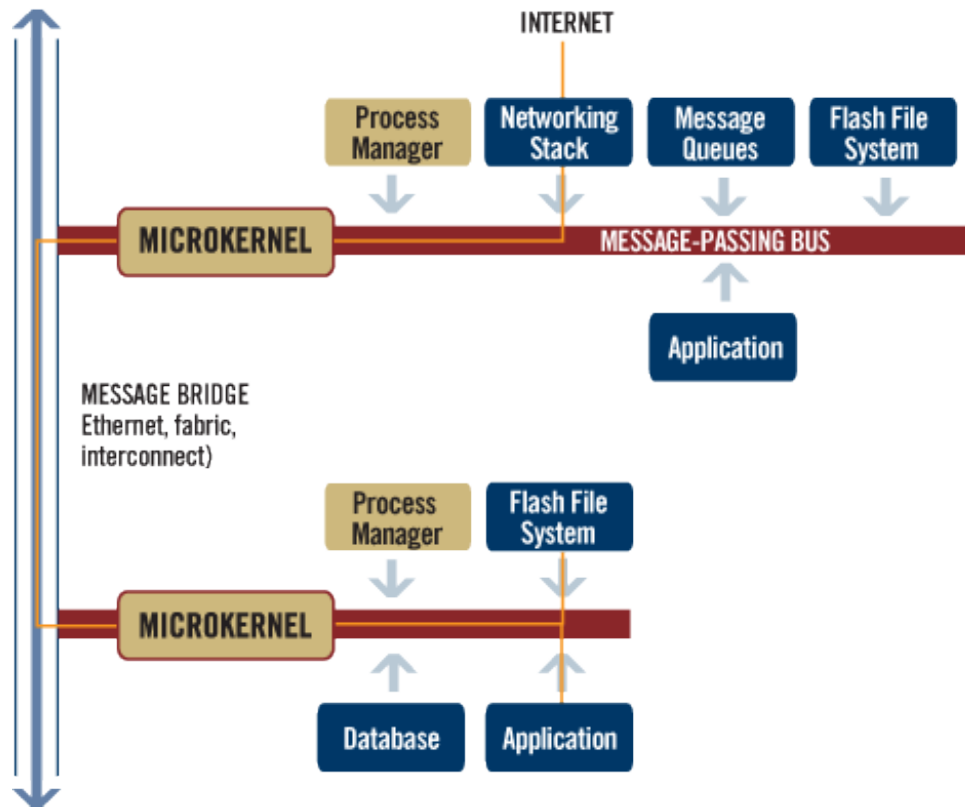 INTERNET
Process
Manager
Networking
Stack
Message
Queues
Flash File
System
MICROKERNEL
MESSAGE-PASSING BUS
Application
MESSAGE BRIDGE
Ethernet, fabric,
interconnect)
Process
Manager
Flash File
System
MICROKERNEL
Database
Application